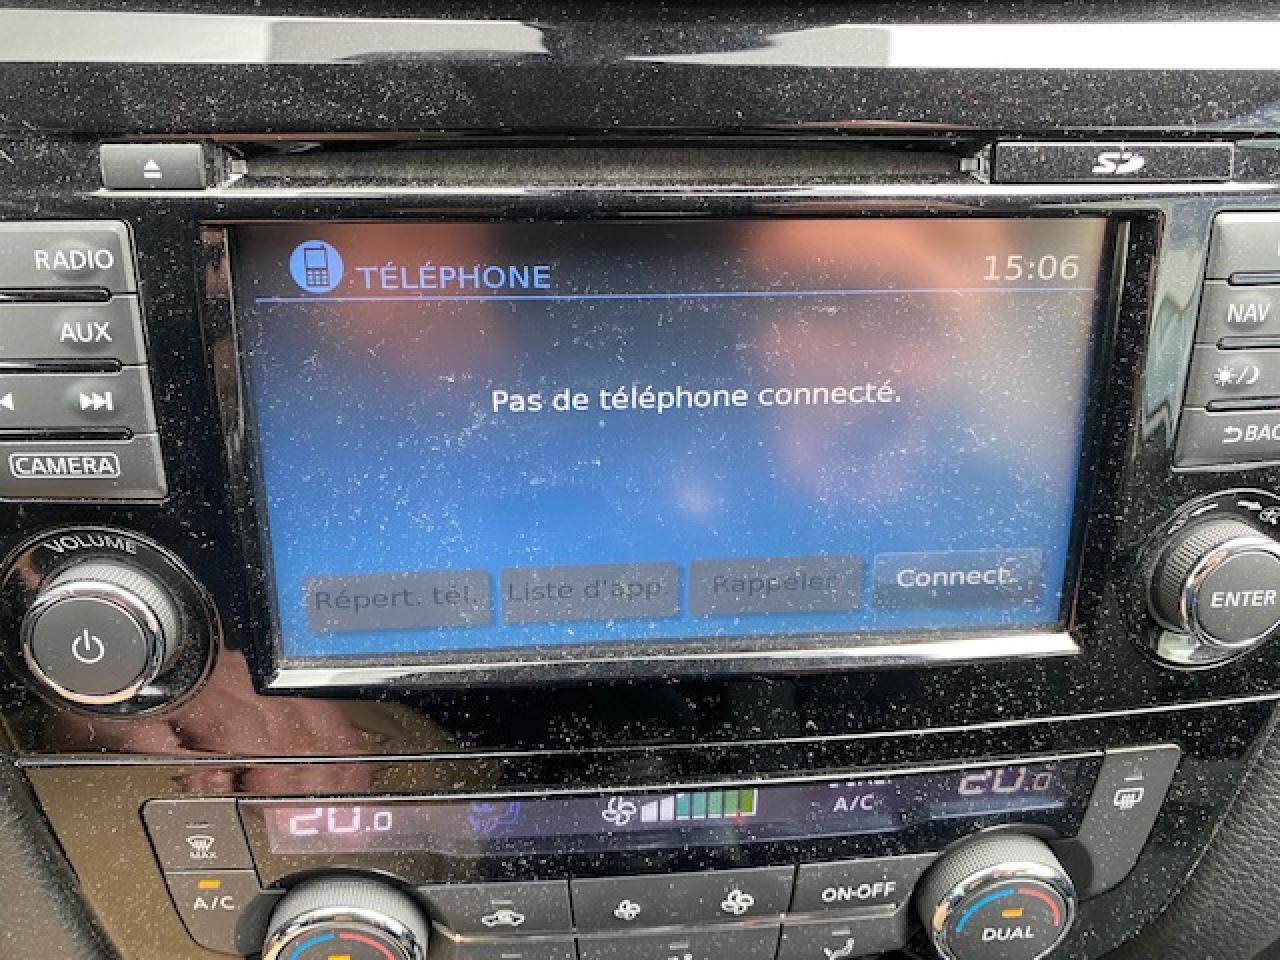 SD
RADIO
AUX
CAMERA
VOLUME
TÉLÉPHONE
15:06
Pas de téléphone connecté.
Répert. tél.
Liste d'app.
Rappeler
Connect.
NAV
ENTER
20.0
A/C
20.0
MAX
A/C
ON-OFF
DUAL